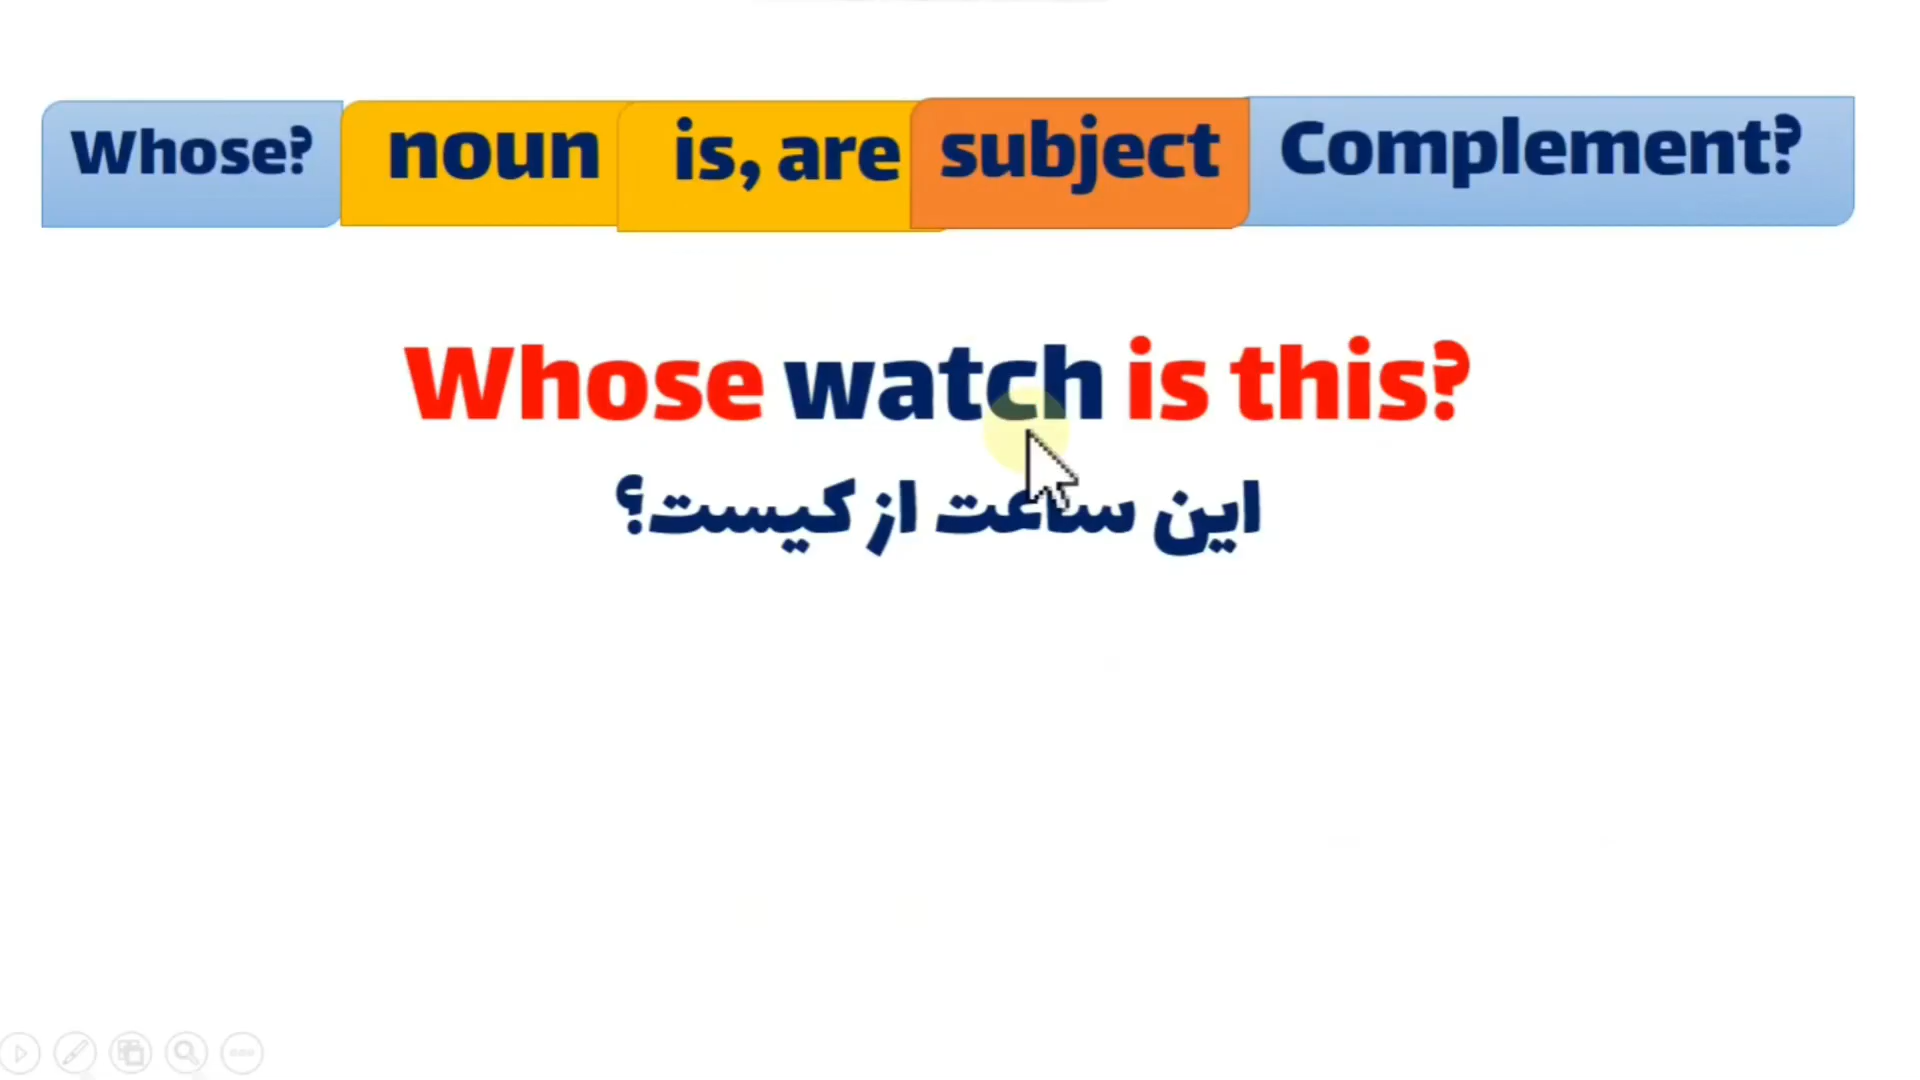 Whose? noun is, are subject Complement?
Whose watch is this?
این ساعت از کیست؟